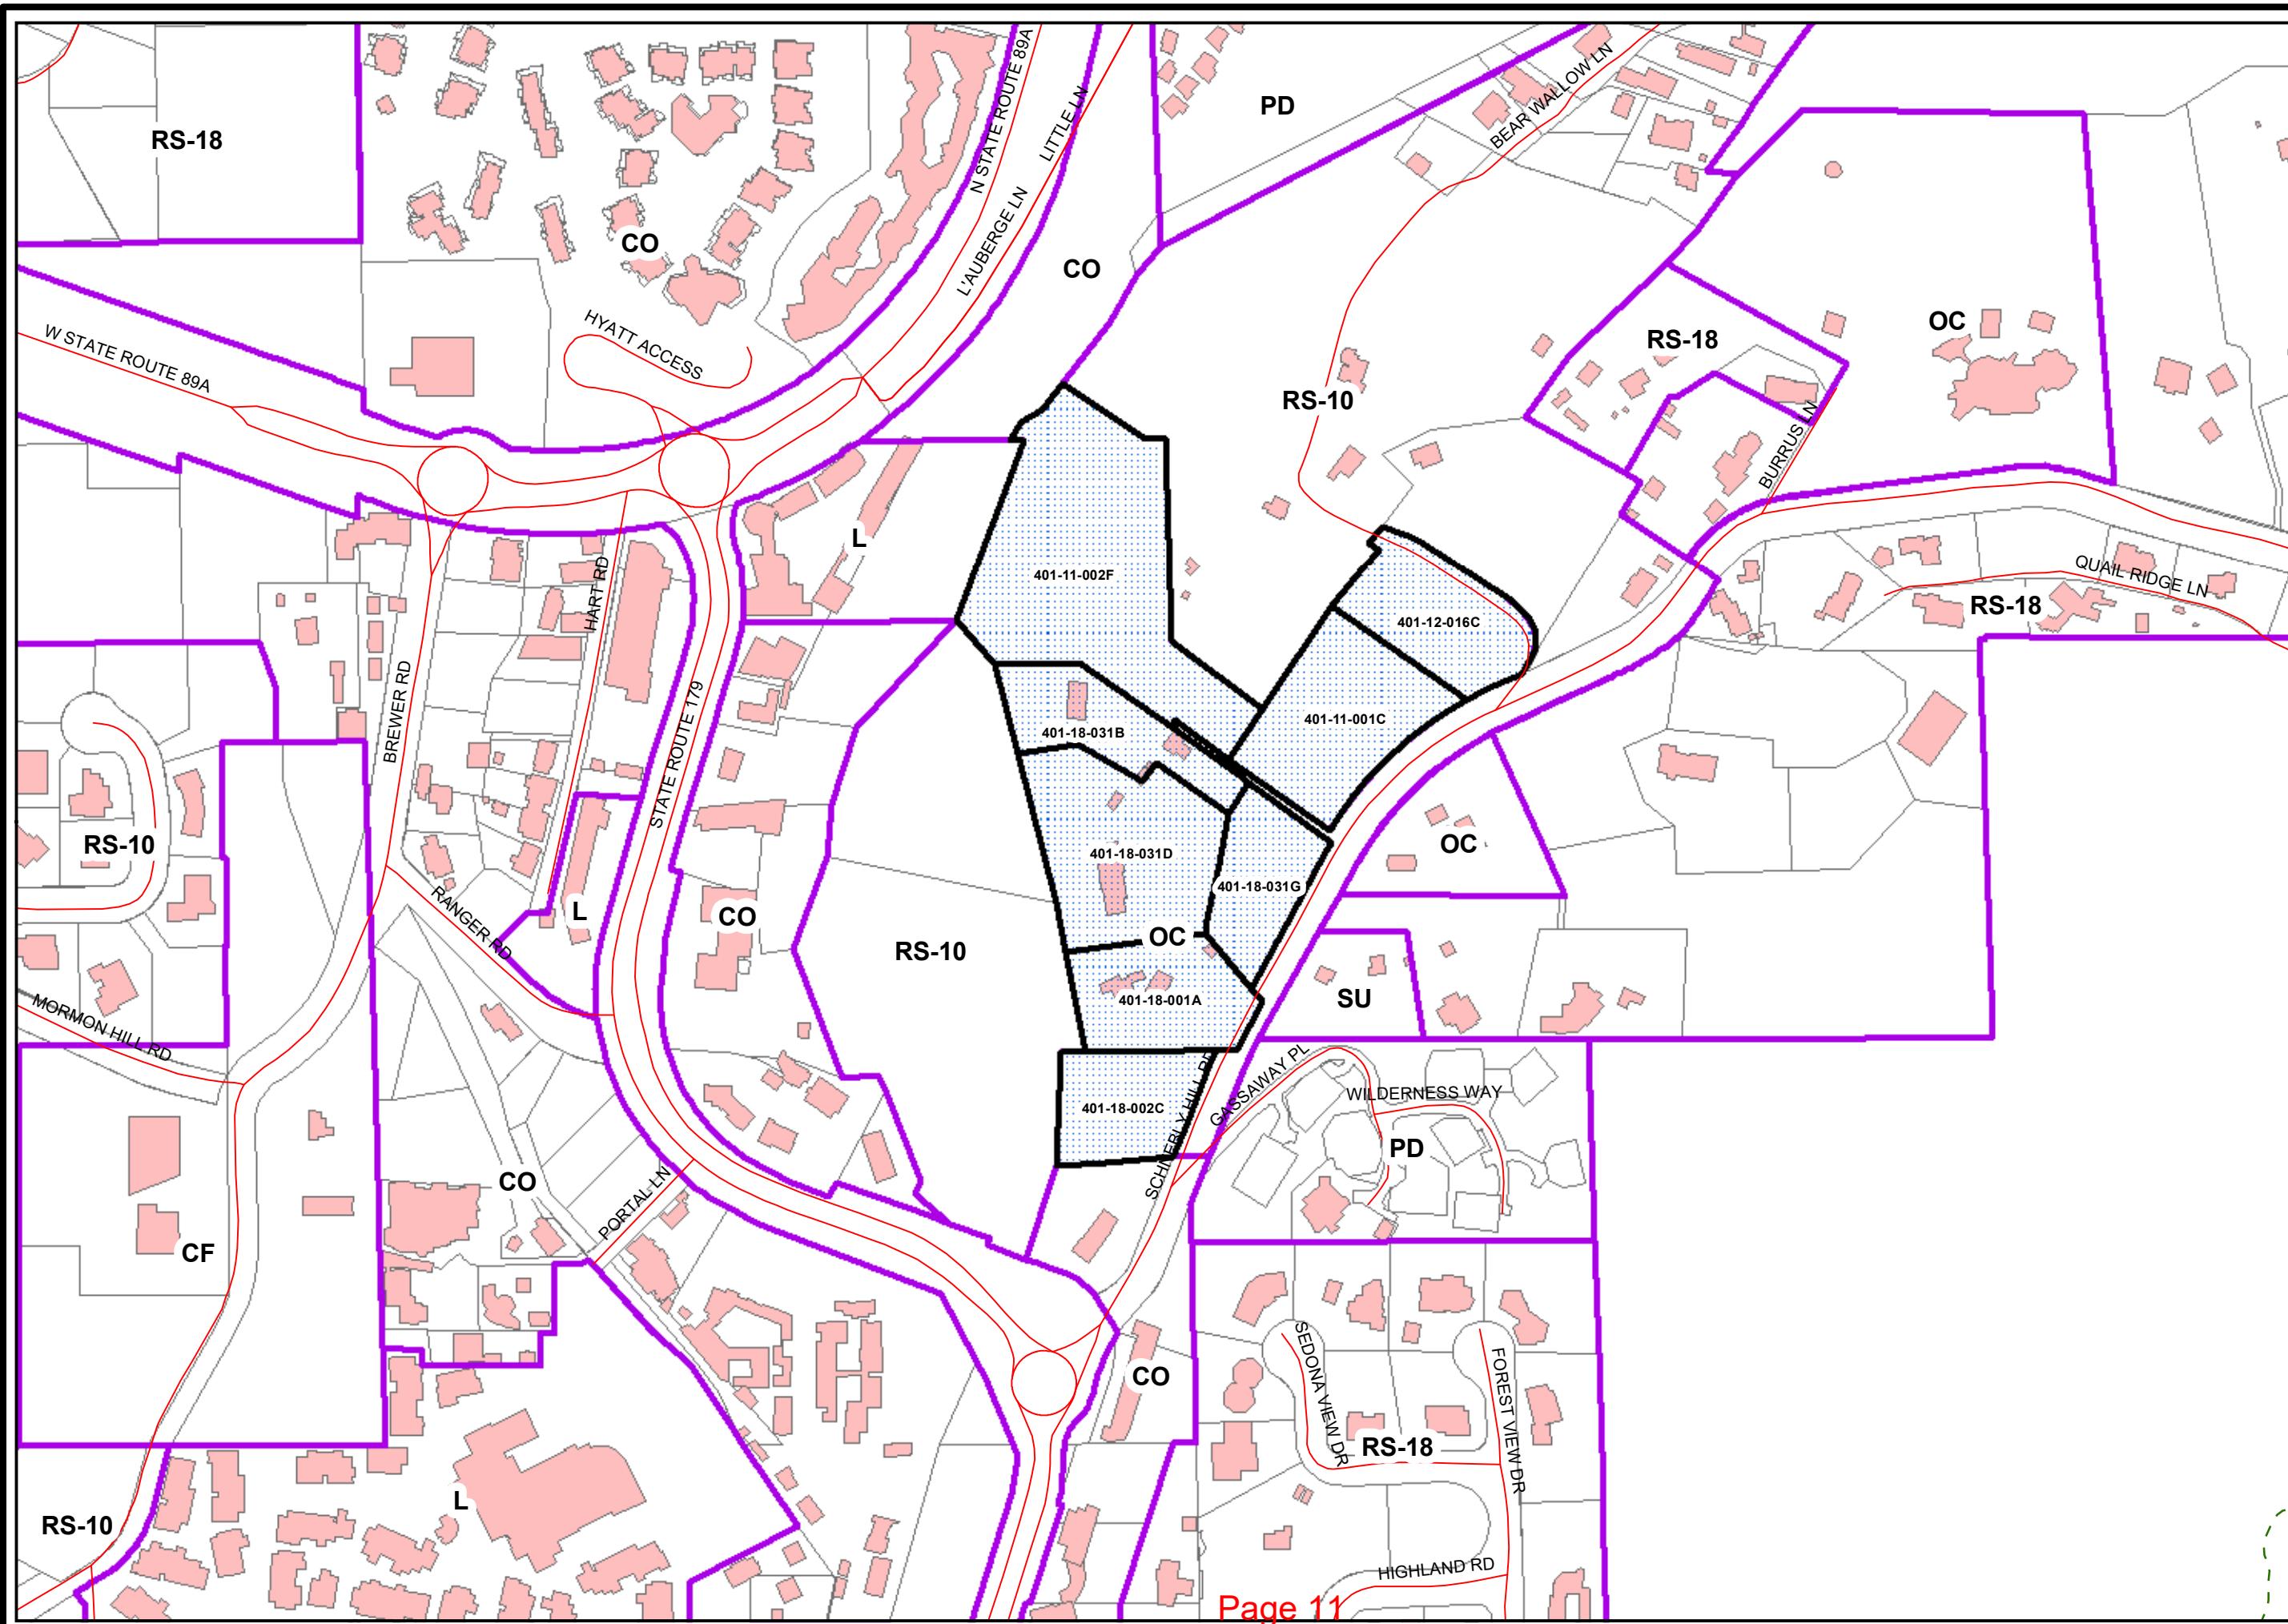 N STATE ROUTE 89A
LITTLE LN
BEAR WALLOW LN
PD
RS-18
CO
L'AUBERGE LN
CO
HYATT ACCESS
OC
W STATE ROUTE 89A
RS-18
RS-10
BURRUS LN
L
401-11-002F
HART RD
QUAIL RIDGE LN
RS-18
401-12-016C
BREWER RD
STATE ROUTE 179
401-11-001C
401-18-031B
RS-10
OC
401-18-031D
401-18-031G
RANGER RD
L
CO
RS-10
OC
SU
401-18-001A
MORMON HILL RD
GASSAWAY PL
WILDERNESS WAY
401-18-002C
SCHNEBLY HILL RD
PD
CO
PORTAL LN
CF
SEDONA VIEW DR
FOREST VIEW DR
CO
RS-18
L
RS-10
HIGHLAND RD
Page 11